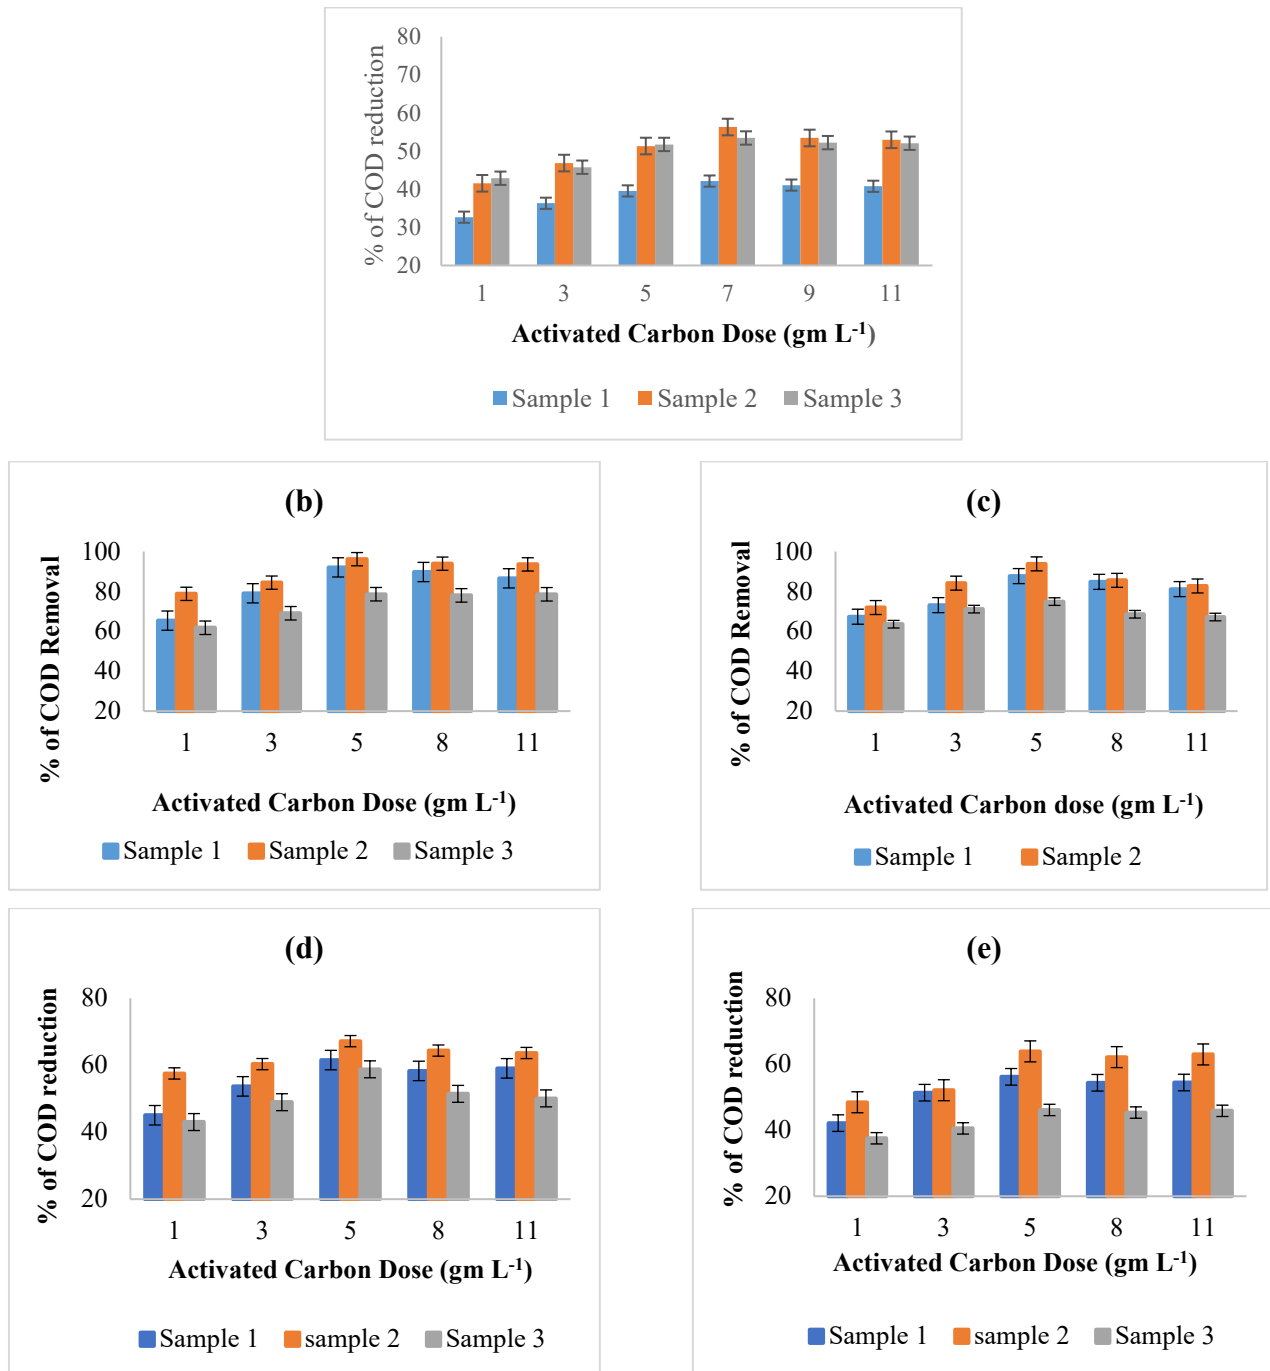 % of COD reduction
80
70
60
50
40
30
20
1 3 5 7 9 11
Activated Carbon Dose (gm L-1)
Sample 1 Sample 2 Sample 3
(b)
% of COD Removal
100
80
60
40
20
1 3 5 8 11
Activated Carbon Dose (gm L-1)
Sample 1 Sample 2 Sample 3
(c)
% of COD Removal
100
80
60
40
20
1 3 5 8 11
Activated Carbon dose (gm L-1)
Sample 1 Sample 2
(d)
% of COD reduction
80
60
40
20
1 3 5 8 11
Activated Carbon Dose (gm L-1)
Sample 1 sample 2 Sample 3
(e)
% of COD reduction
80
60
40
20
1 3 5 8 11
Activated Carbon Dose (gm L-1)
Sample 1 sample 2 Sample 3